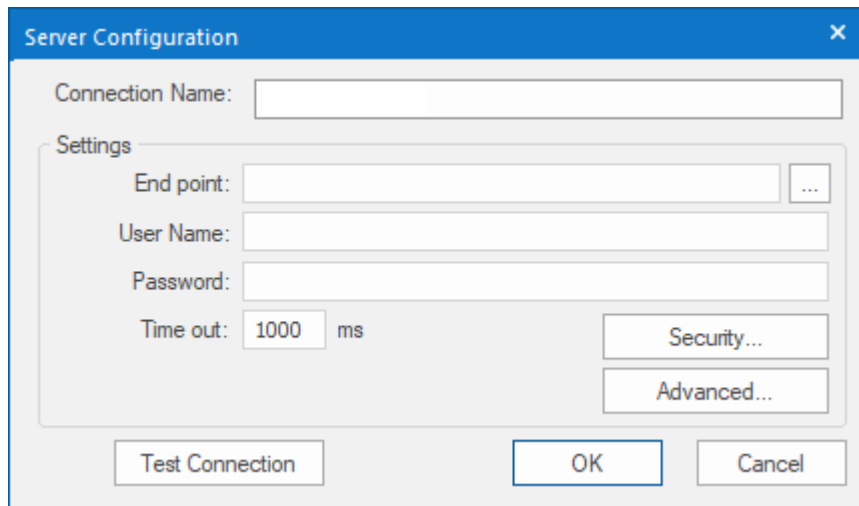 Server Configuration
Connection Name:
Settings
End point:
...
User Name:
Password:
Time out: 1000 ms
Security...
Advanced...
Test Connection OK Cancel